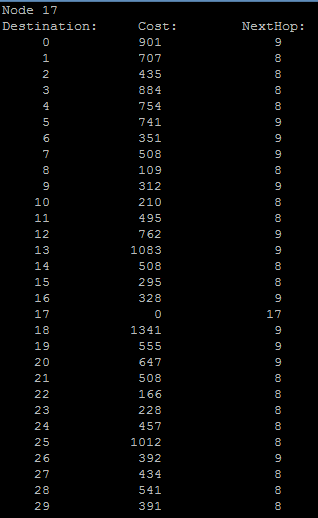 Node 17
Destination: Cost: NextHop:
0 901 9
1 707 8
2 435 8
3 884 8
4 754 8
5 741 9
6 351 9
7 508 9
8 109 8
9 312 9
10 210 8
11 495 8
12 762 9
13 1083 9
14 508 8
15 295 8
16 328 9
17 0 17
18 1341 9
19 555 9
20 647 9
21 508 8
22 166 8
23 228 8
24 457 8
25 1012 8
26 392 9
27 434 8
28 541 8
29 391 8